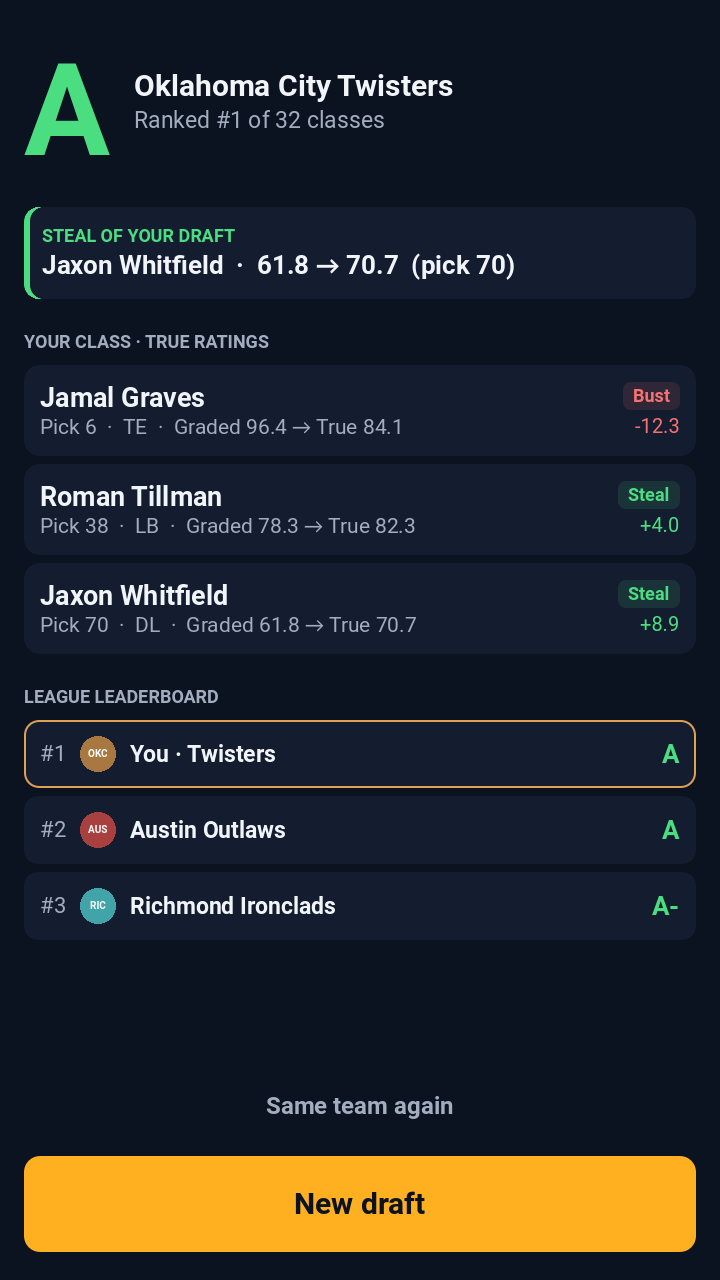 A
Oklahoma City Twisters
Ranked #1 of 32 classes
STEAL OF YOUR DRAFT
Jaxon Whitfield · 61.8 → 70.7 (pick 70)
YOUR CLASS · TRUE RATINGS
Jamal Graves
Bust
Pick 6 · TE · Graded 96.4 → True 84.1
-12.3
Roman Tillman
Steal
Pick 38 · LB · Graded 78.3 → True 82.3
+4.0
Jaxon Whitfield
Steal
Pick 70 · DL · Graded 61.8 → True 70.7
+8.9
LEAGUE LEADERBOARD
#1 OKC You · Twisters A
#2 AUS Austin Outlaws A
#3 RIC Richmond Ironclads A-
Same team again
New draft